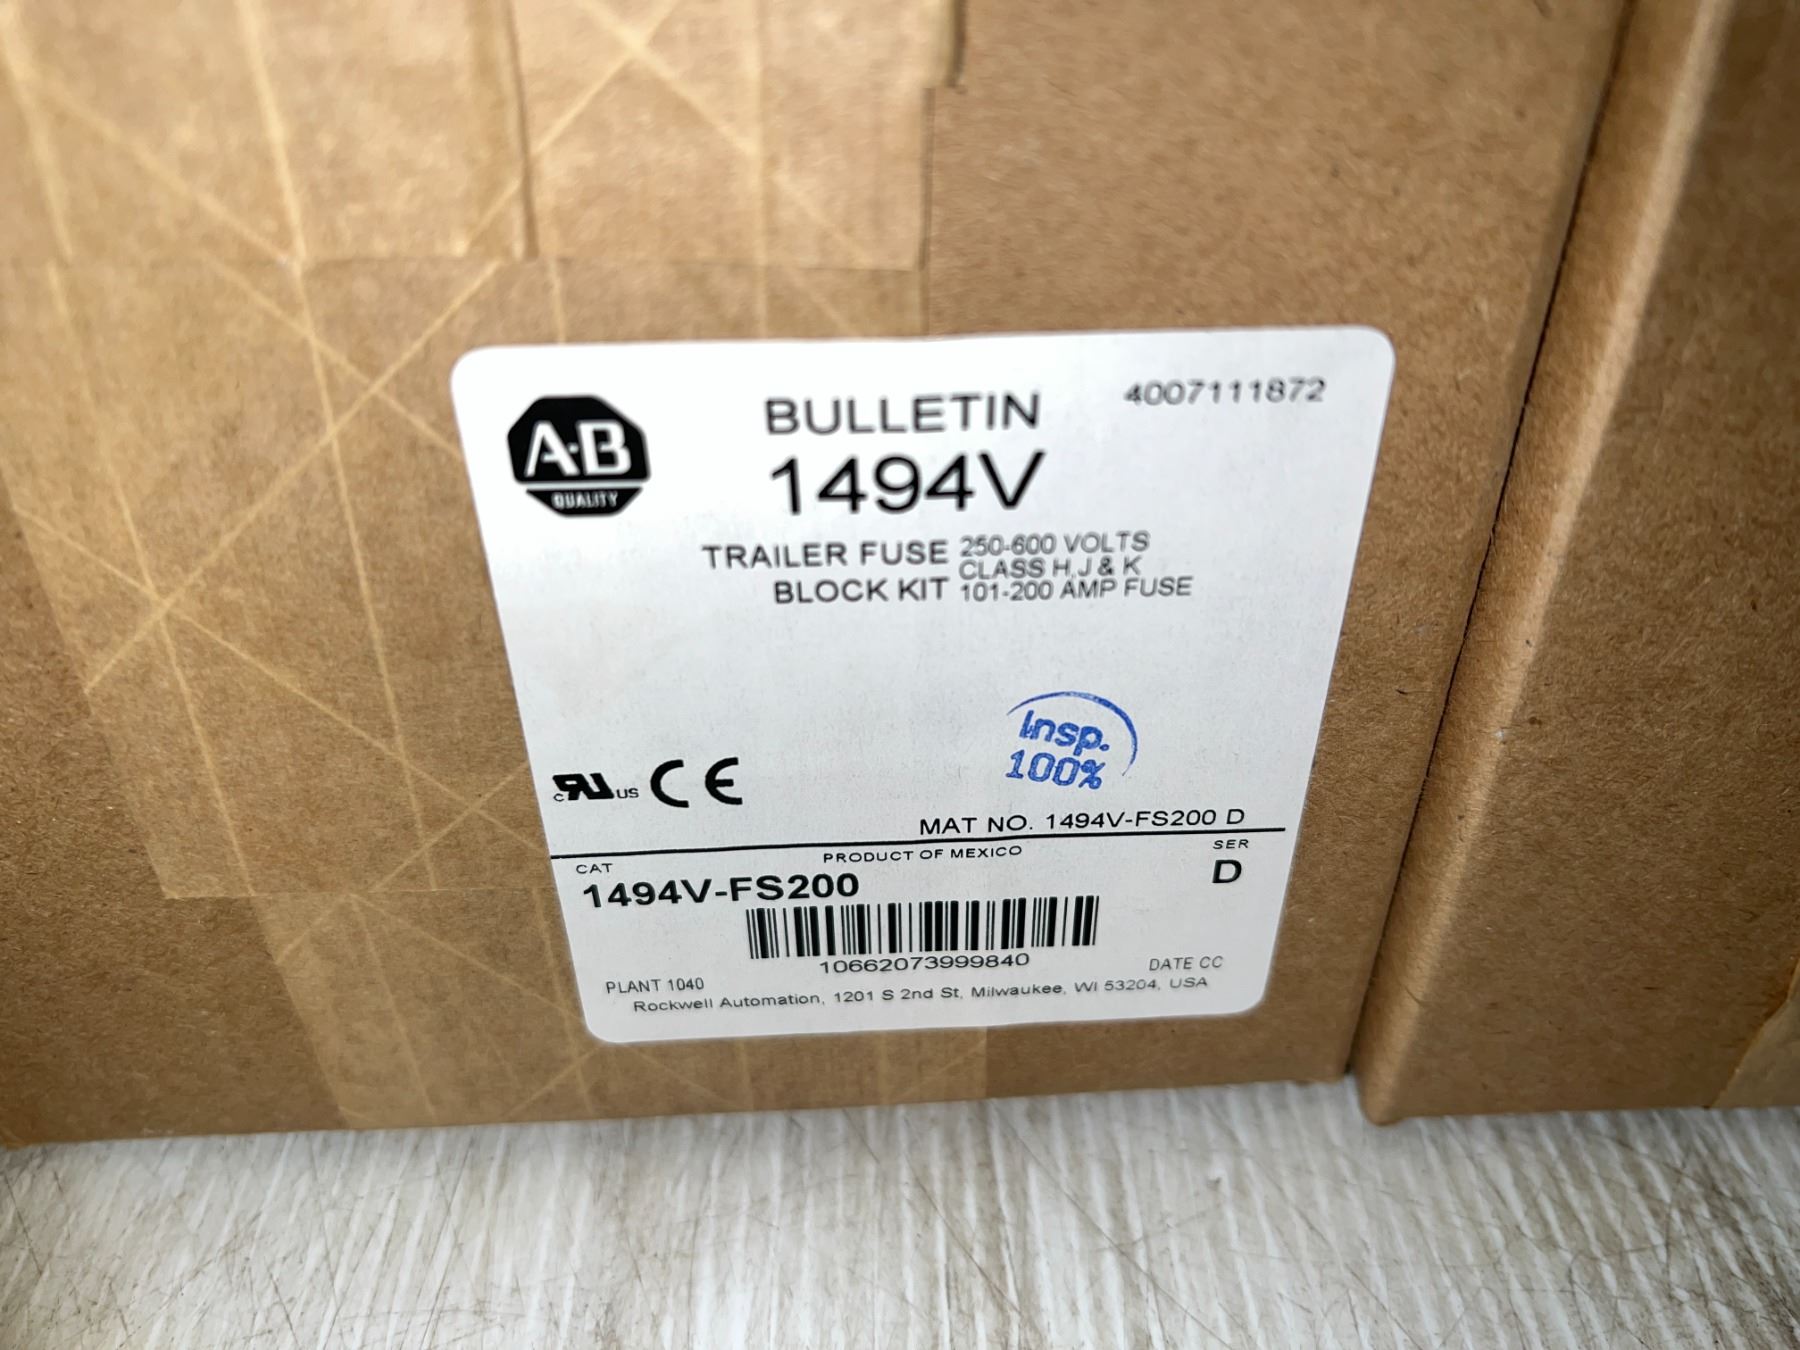 A·B
QUALITY
BULLETIN
1494V
4007111872
TRAILER FUSE
BLOCK KIT
250-600 VOLTS
CLASS H,J & K
101-200 AMP FUSE
Insp.
100%
c RU US CE
MAT NO. 1494V-FS200 D
PRODUCT OF MEXICO
CAT
1494V-FS200
SER
D
10662073999840
PLANT 1040
DATE CC
Rockwell Automation, 1201 S 2nd St, Milwaukee, WI 53204, USA